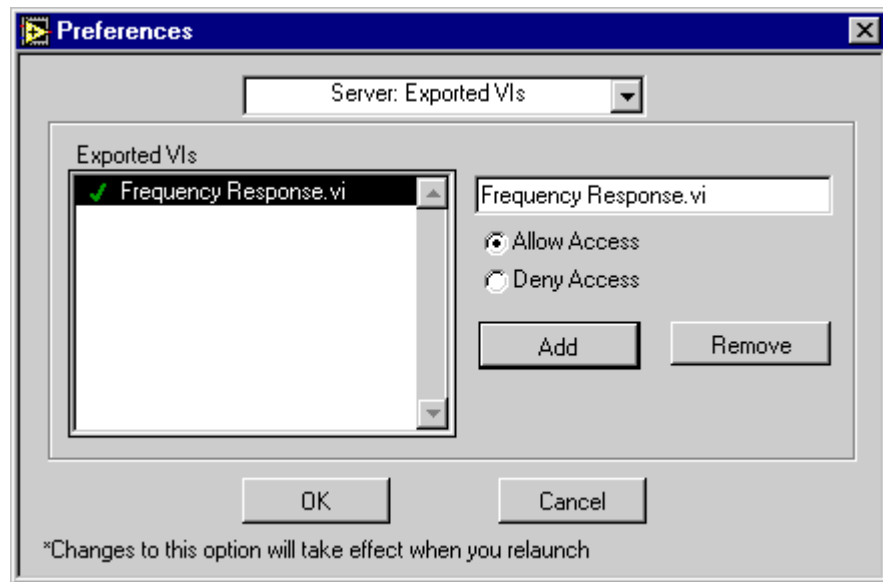 Preferences
Server: Exported VIs
Exported VIs
Frequency Response.vi
Frequency Response.vi
Allow Access
Deny Access
Add
Remove
OK
Cancel
*Changes to this option will take effect when you relaunch